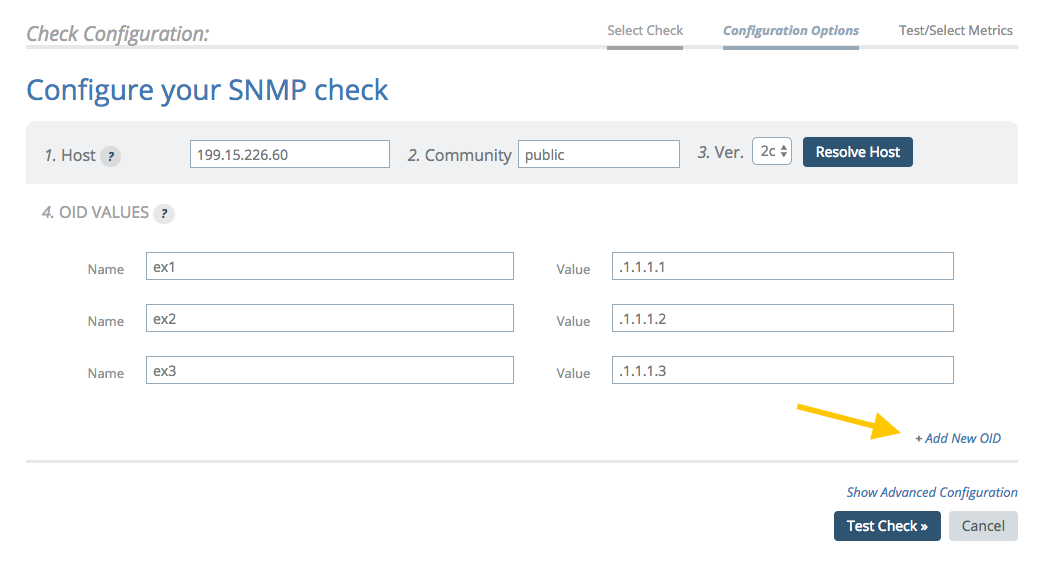 Check Configuration:
Select Check
Configuration Options
Test/Select Metrics
Configure your SNMP check
1. Host ? 199.15.226.60 2. Community public 3. Ver. 2c Resolve Host
4. OID VALUES ?
Name ex1 Value .1.1.1.1
Name ex2 Value .1.1.1.2
Name ex3 Value .1.1.1.3
+ Add New OID
Show Advanced Configuration
Test Check » Cancel